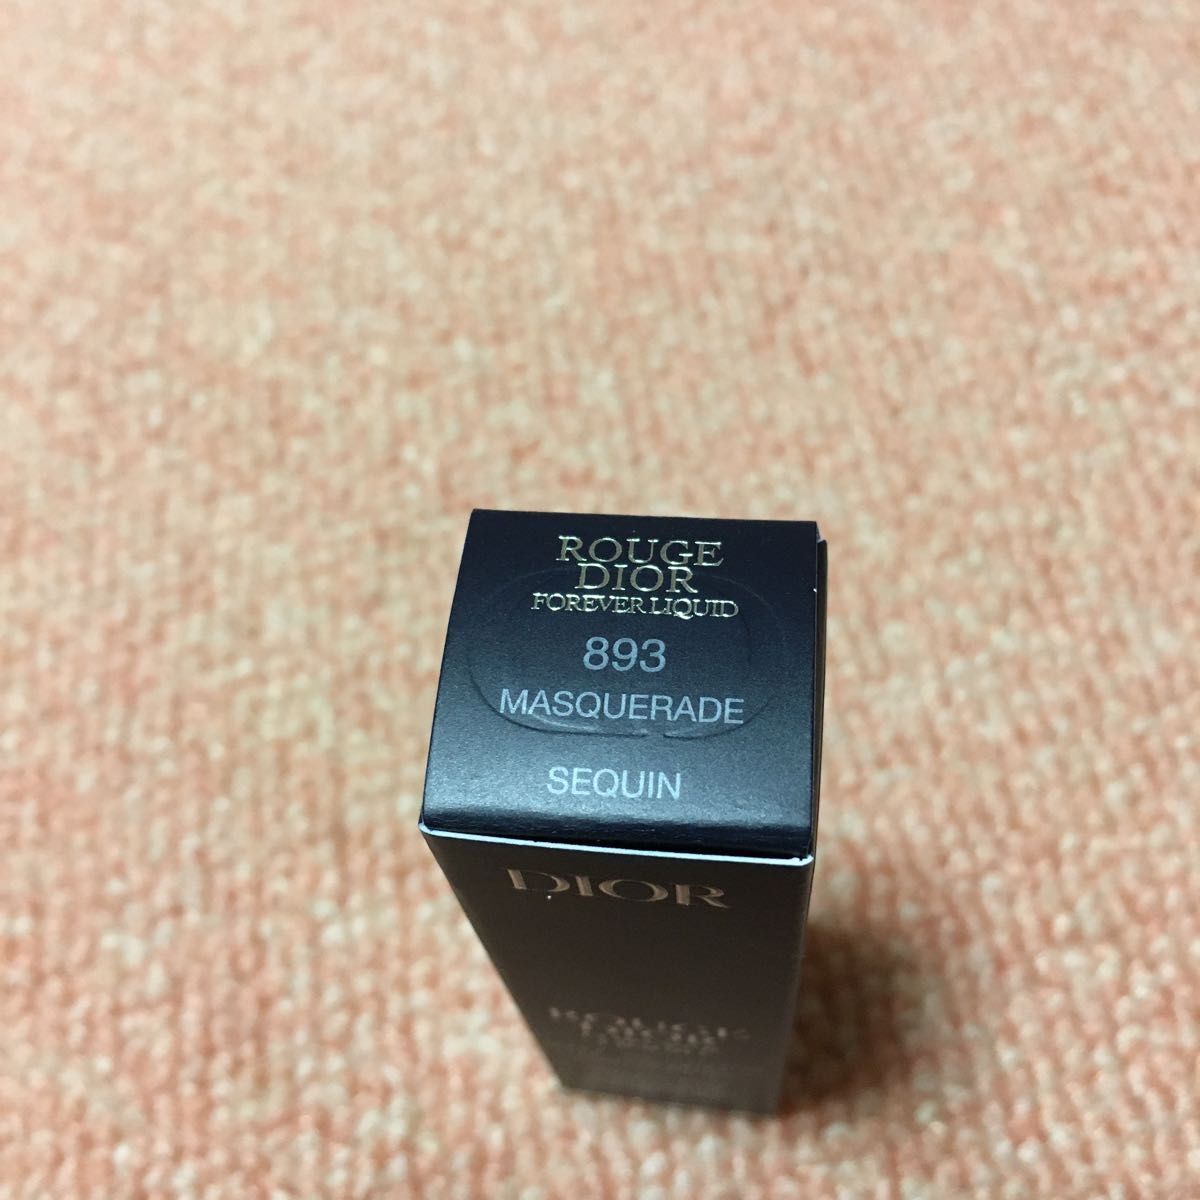 ROUGE
DIOR
FOREVER LIQUID
893
MASQUERADE
SEQUIN
DIOR